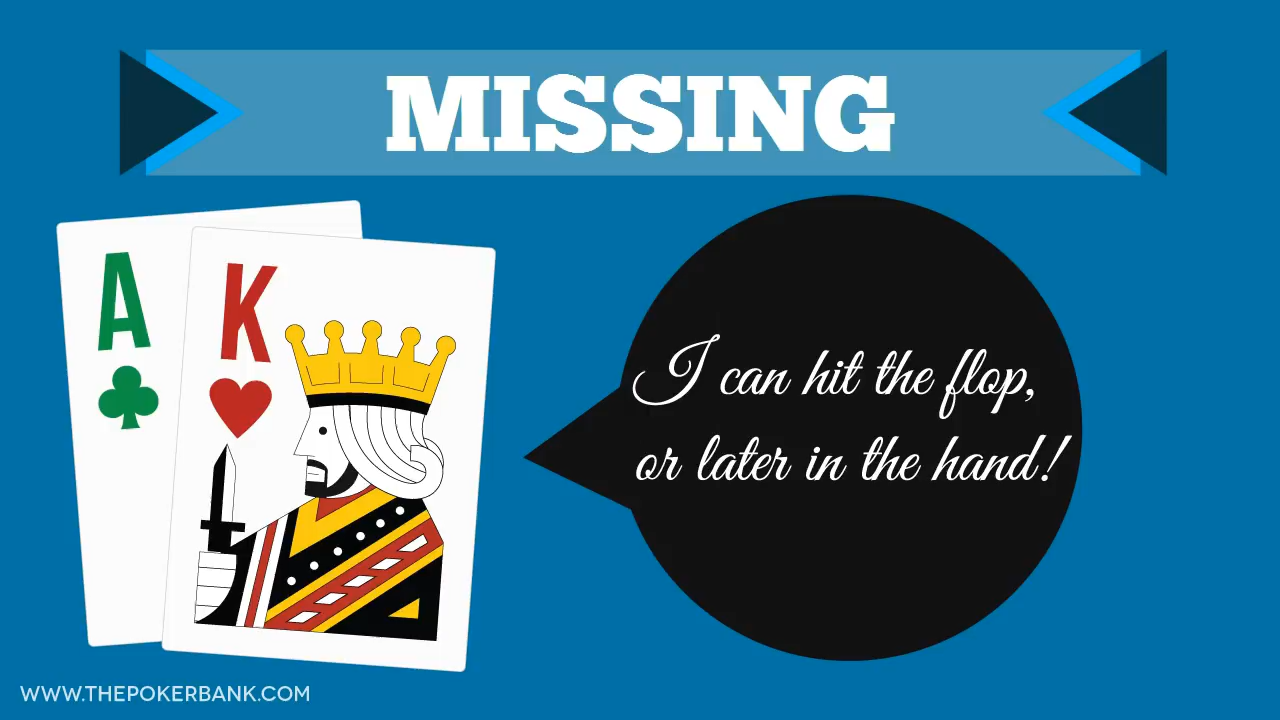 MISSING
A
K
I can hit the flop,
or later in the hand!
WWW.THEPOKERBANK.COM